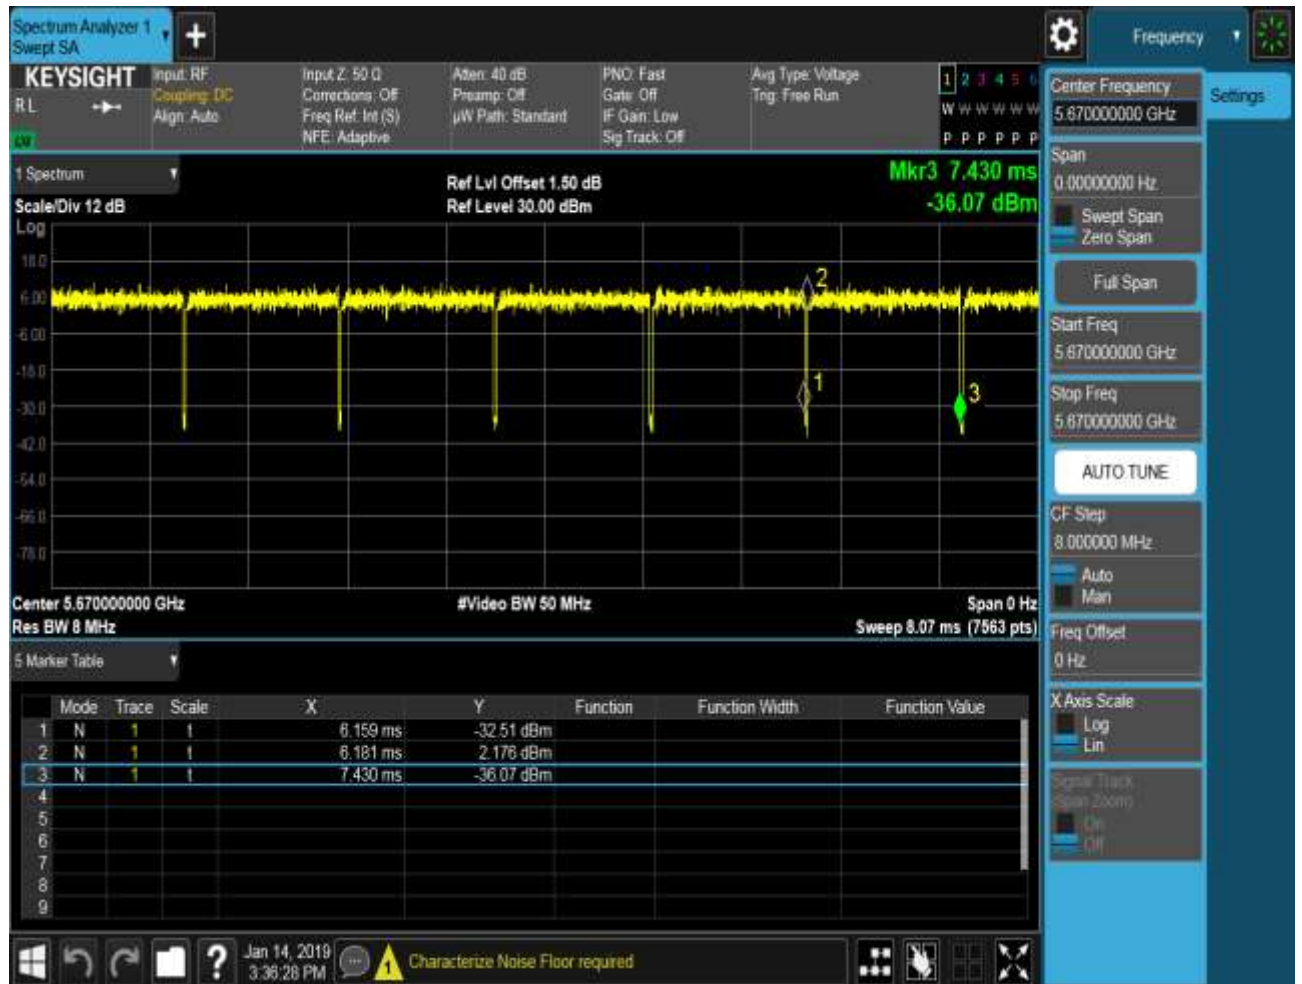 Spectrum Analyzer 1
Swept SA
Frequency
KEYSIGHT
R L
Input: RF
Coupling: DC
Align: Auto
Input Z: 50 Ω
Corrections: Off
Freq Ref: Int (S)
NFE: Adaptive
Atten: 40 dB
Preamp: Off
µW Path: Standard
PNO: Fast
Gate: Off
IF Gain: Low
Sig Track: Off
Avg Type: Voltage
Trig: Free Run
1 2 3 4 5 6
W W W W W W
P P P P P P
Center Frequency
5.670000000 GHz
Settings
Span
0.00000000 Hz
Swept Span
Zero Span
Full Span
Start Freq
5.670000000 GHz
Stop Freq
5.670000000 GHz
AUTO TUNE
CF Step
8.000000 MHz
Auto
Man
Freq Offset
0 Hz
X Axis Scale
Log
Lin
Signal Track
(Span Zoom)
On
Off
1 Spectrum
Scale/Div 12 dB
Ref Lvl Offset 1.50 dB
Ref Level 30.00 dBm
Mkr3 7.430 ms
-36.07 dBm
Log
18.0
6.00
-6.00
-18.0
-30.0
-42.0
-54.0
-66.0
-78.0
2
1
3
Center 5.670000000 GHz
#Video BW 50 MHz
Span 0 Hz
Res BW 8 MHz
Sweep 8.07 ms (7563 pts)
5 Marker Table
Mode Trace Scale X Y Function Function Width Function Value
1 N 1 t 6.159 ms -32.51 dBm
2 N 1 t 6.181 ms 2.176 dBm
3 N 1 t 7.430 ms -36.07 dBm
4
5
6
7
8
9
Jan 14, 2019
3:36:28 PM
1
Characterize Noise Floor required